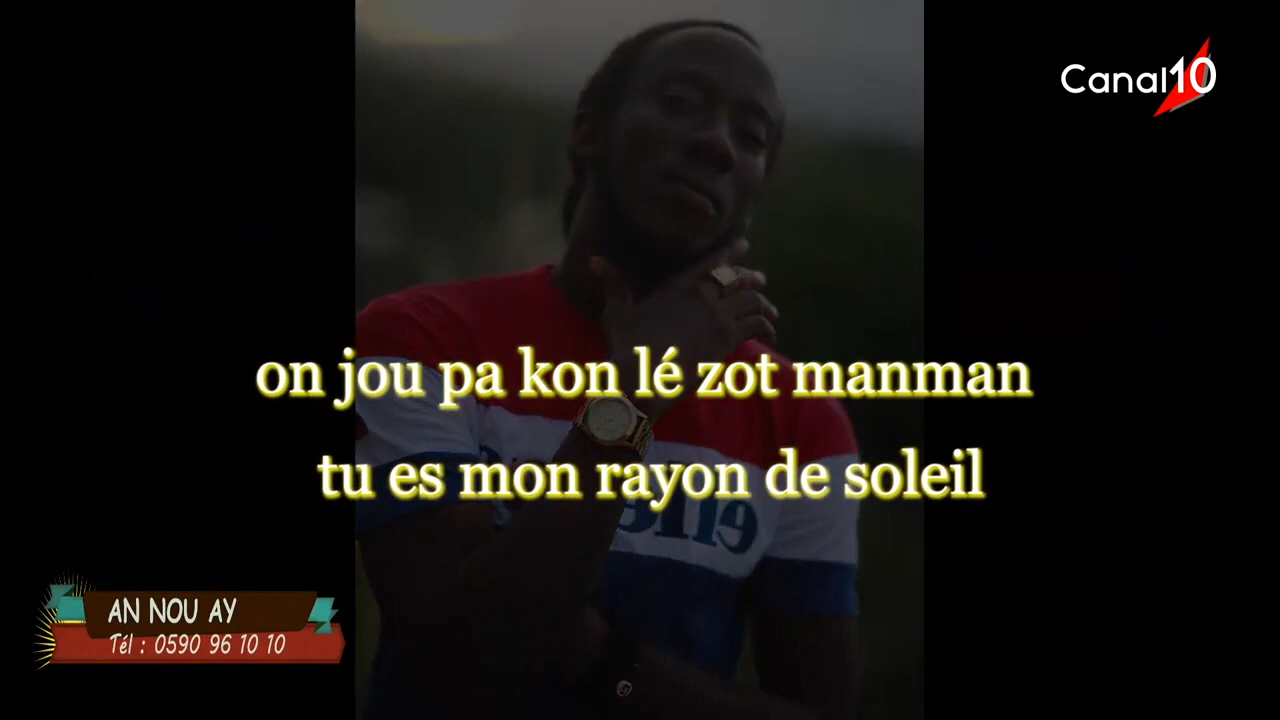 Canal10
on jou pa kon lé zot manman
tu es mon rayon de soleil
AN NOU AY
Tél : 0590 96 10 10